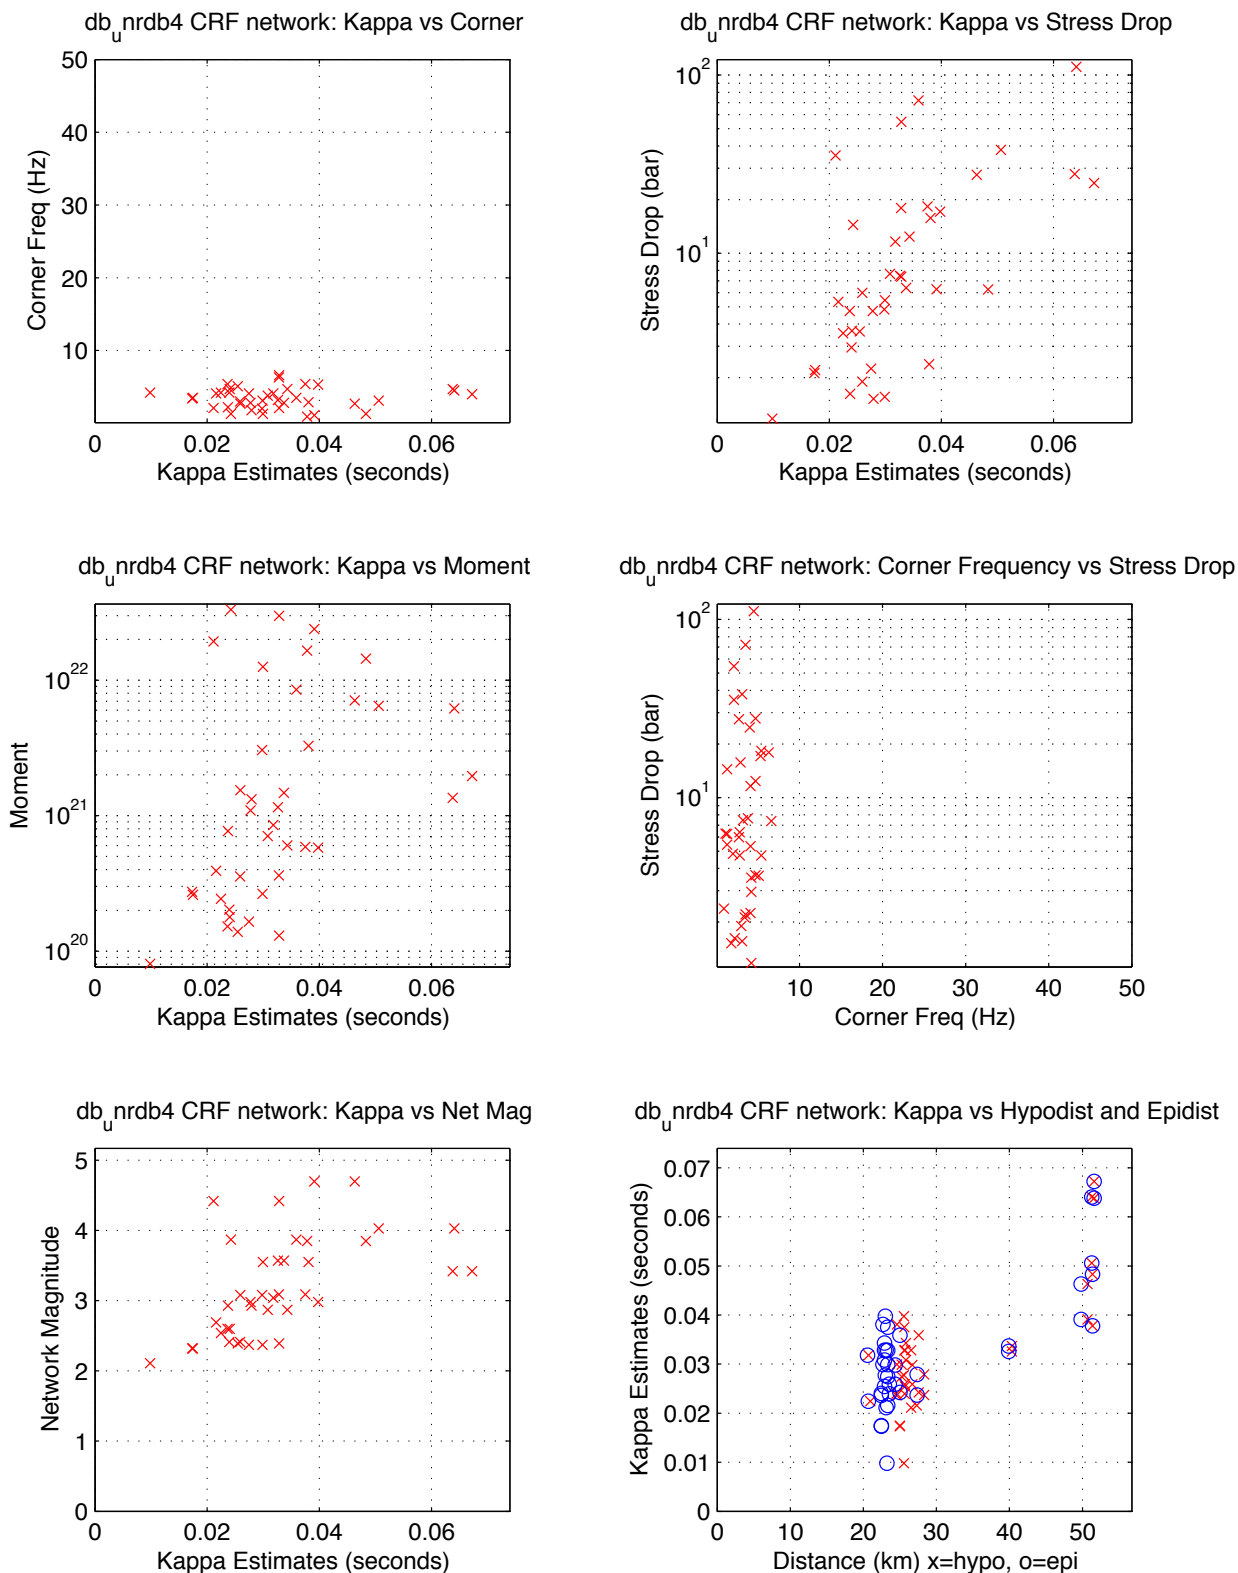 db_unrdb4 CRF network: Kappa vs Corner
50
40
30
20
10
Corner Freq (Hz)
0 0.02 0.04 0.06
Kappa Estimates (seconds)
db_unrdb4 CRF network: Kappa vs Stress Drop
10^2
10^1
Stress Drop (bar)
0 0.02 0.04 0.06
Kappa Estimates (seconds)
db_unrdb4 CRF network: Kappa vs Moment
10^22
10^21
10^20
Moment
0 0.02 0.04 0.06
Kappa Estimates (seconds)
db_unrdb4 CRF network: Corner Frequency vs Stress Drop
10^2
10^1
Stress Drop (bar)
10 20 30 40 50
Corner Freq (Hz)
db_unrdb4 CRF network: Kappa vs Net Mag
5
4
3
2
1
0
Network Magnitude
0 0.02 0.04 0.06
Kappa Estimates (seconds)
db_unrdb4 CRF network: Kappa vs Hypodist and Epidist
0.07
0.06
0.05
0.04
0.03
0.02
0.01
0
Kappa Estimates (seconds)
0 10 20 30 40 50
Distance (km) x=hypo, o=epi